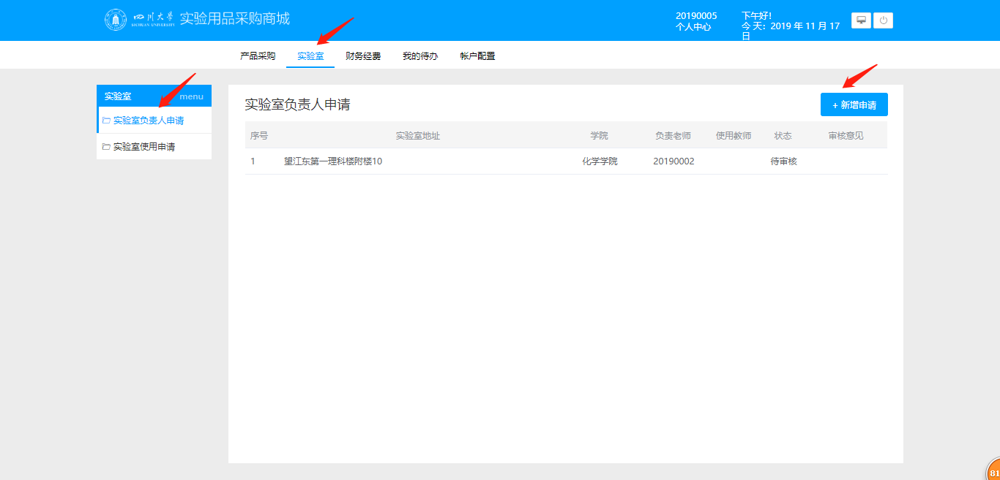 四川大学
SICHUAN UNIVERSITY
实验用品采购商城
20190005
个人中心
下午好!
今 天: 2019 年 11 月 17
日
产品采购 实验室 财务经费 我的待办 帐户配置
实验室 menu
实验室负责人申请
实验室使用申请
实验室负责人申请
+ 新增申请
序号 实验室地址 学院 负责老师 使用教师 状态 审核意见
1 望江东第一理科楼附楼10 化学学院 20190002 待审核
81